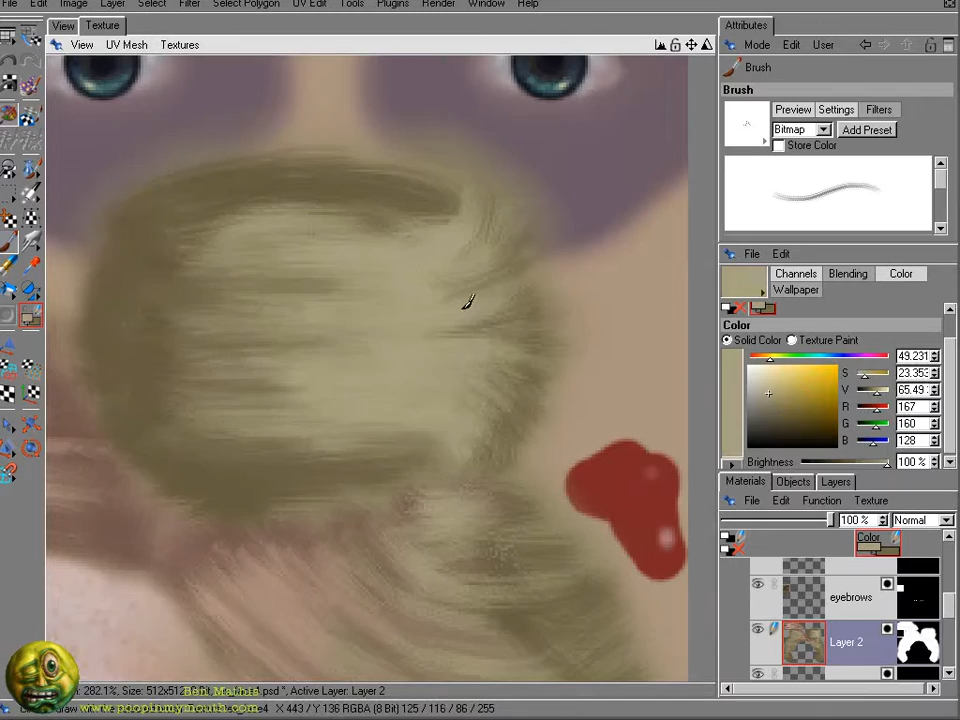 File Image Layer Select Filter Select Polygon UV Edit Tools Plugins Render Window Help
View Texture
View UV Mesh Textures
Attributes
Mode Edit User
Brush
Brush
Preview Settings Filters
Bitmap Add Preset
Store Color
File Edit
Channels Blending Color
Wallpaper
Color
Solid Color Texture Paint
49.231
S 23.353
V 65.49
R 167
G 160
B 128
Brightness 100 %
Materials Objects Layers
File Edit Function Texture
100 % Normal
Color
eyebrows
Layer 2
282.1%, Size: 512x512 Active Layer: Layer 2
www.poopinmymouth.com
X 443 / Y 136 RGBA (8 Bit) 125 / 116 / 86 / 255